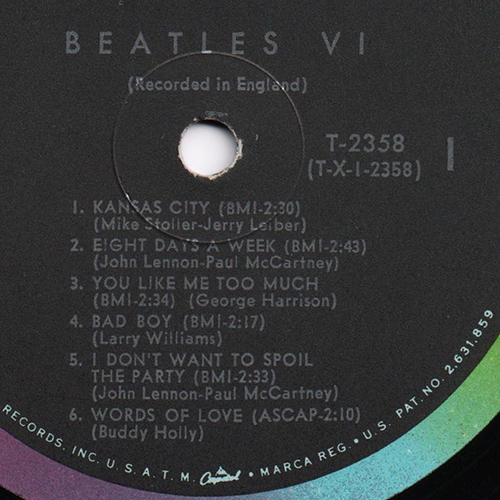 BEATLES VI
(Recorded in England)
T-2358
I
(T-X-1-2358)
1. KANSAS CITY (BMI-2:30)
(Mike Stoller-Jerry Leiber)
2. EIGHT DAYS A WEEK (BMI-2:43)
(John Lennon-Paul McCartney)
3. YOU LIKE ME TOO MUCH
(BMI-2:34) (George Harrison)
4. BAD BOY (BMI-2:17)
(Larry Williams)
5. I DON'T WANT TO SPOIL
THE PARTY (BMI-2:33)
(John Lennon-Paul McCartney)
6. WORDS OF LOVE (ASCAP-2:10)
(Buddy Holly)
RECORDS, INC. U. S. A. T. M. Capitol • MARCA REG. • U. S. PAT. NO. 2,631,859